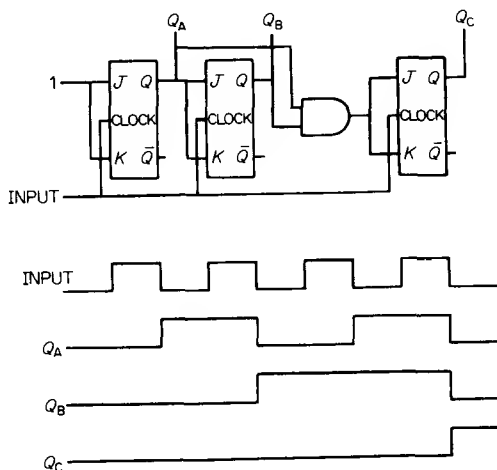 Q_A Q_B Q_C
1 J Q J Q J Q
CLOCK CLOCK CLOCK
K Q̅ K Q̅ K Q̅
INPUT
INPUT
Q_A
Q_B
Q_C